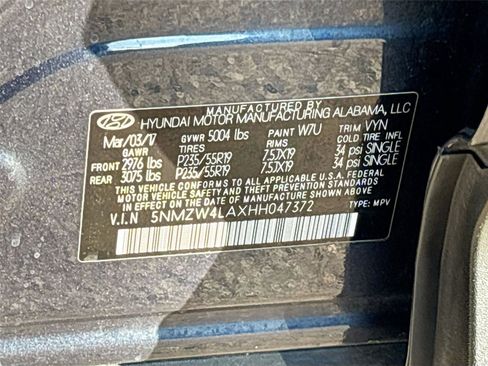 MANUFACTURED BY
HYUNDAI MOTOR MANUFACTURING ALABAMA, LLC
Mar/03/17 GVWR 5004 lbs PAINT W7U TRIM VYN
GAWR TIRES RIMS COLD TIRE INFL
FRONT 2976 lbs P235/55R19 7.5JX19 34 psi SINGLE
REAR 3075 lbs P235/55R19 7.5JX19 34 psi SINGLE
THIS VEHICLE CONFORMS TO ALL APPLICABLE U.S.A. FEDERAL MOTOR VEHICLE SAFETY STANDARDS IN EFFECT ON THE DATE OF MANUFACTURE SHOWN ABOVE.
V.I.N 5NMZW4LAXHH047372 TYPE: MPV